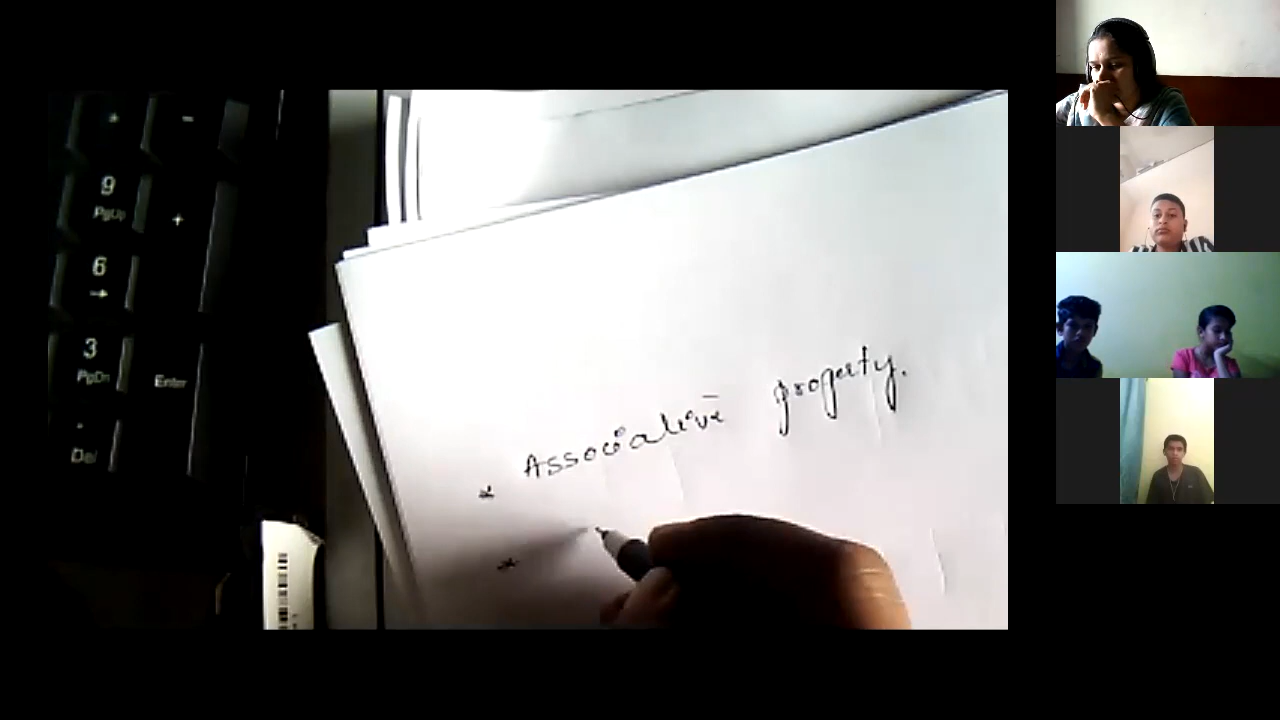 * -
9
PgUp
+
6
→
3
PgDn
Enter
.
Del
* Associative property.
*